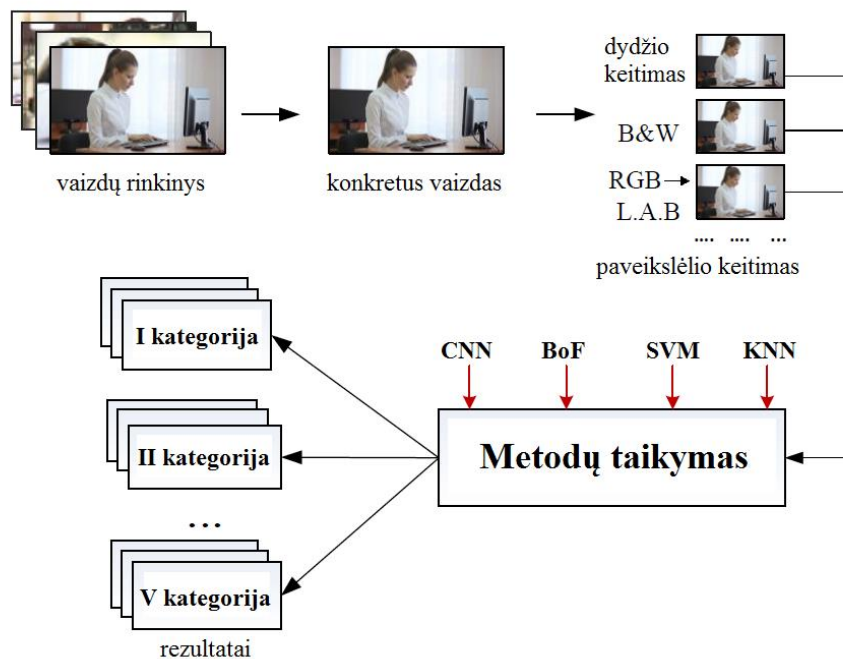 vaizdų rinkinys
konkretus vaizdas
dydžio
keitimas
B&W
RGB
L.A.B
.... .... ...
paveikslėlio keitimas
CNN BoF SVM KNN
Metodų taikymas
I kategorija
II kategorija
...
V kategorija
rezultatai